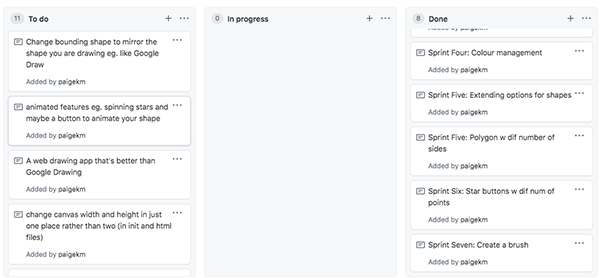 11 To do + ...
Change bounding shape to mirror the ...
shape you are drawing eg. like Google
Draw
Added by paigekm
animated features eg. spinning stars and ...
maybe a button to animate your shape
Added by paigekm
A web drawing app that's better than ...
Google Drawing
Added by paigekm
change canvas width and height in just ...
one place rather than two (in init and html
files)
Added by paigekm
0 In progress + ...
8 Done + ...
Added by paigekm
Sprint Four: Colour management ...
Added by paigekm
Sprint Five: Extending options for shapes ...
Added by paigekm
Sprint Five: Polygon w dif number of ...
sides
Added by paigekm
Sprint Six: Star buttons w dif num of ...
points
Added by paigekm
Sprint Seven: Create a brush ...
Added by paigekm